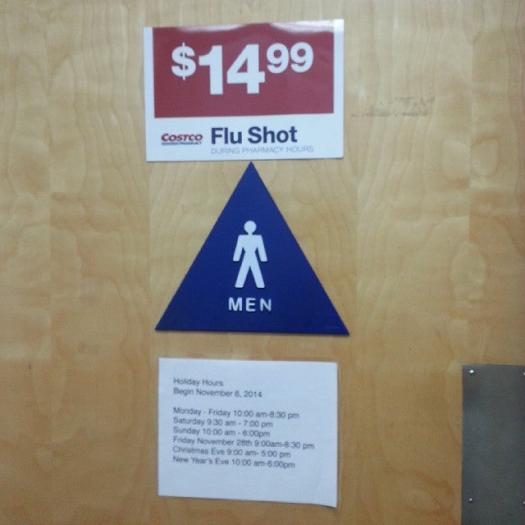 $14.99
COSTCO Flu Shot
DURING PHARMACY HOURS
MEN
Holiday Hours
Begin November 8, 2014
Monday - Friday 10:00 am-8:30 pm
Saturday 9:30 am - 7:00 pm
Sunday 10:00 am - 6:00pm
Friday November 28th 9:00am-8:30 pm
Christmas Eve 9:00 am- 5:00 pm
New Year's Eve 10:00 am-6:00pm